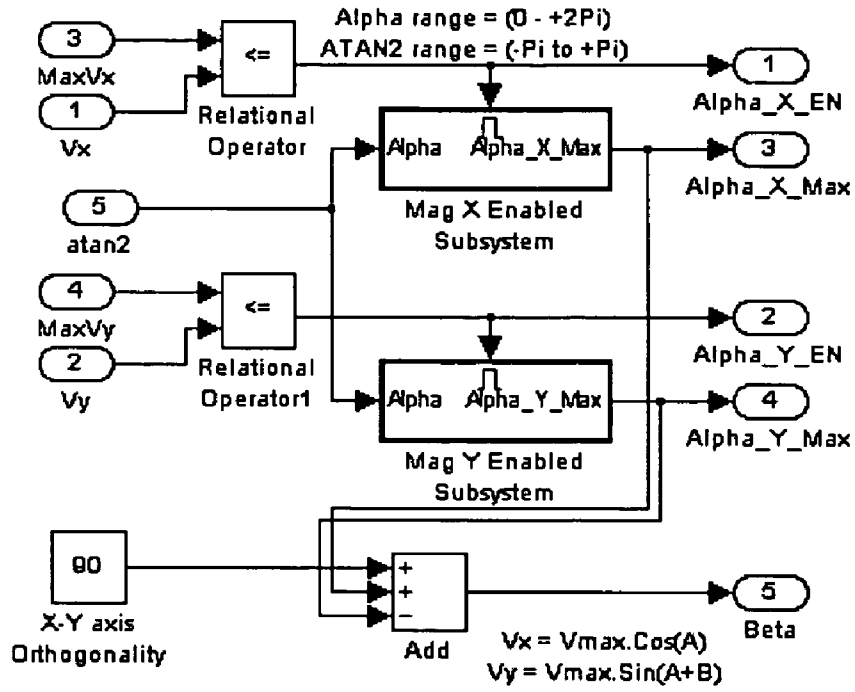 Alpha range = (0 - +2Pi)
ATAN2 range = (-Pi to +Pi)
3
MaxVx
1
Vx
<=
Relational
Operator
1
Alpha_X_EN
Alpha
Alpha_X_Max
Mag X Enabled
Subsystem
3
Alpha_X_Max
5
atan2
4
MaxVy
2
Vy
<=
Relational
Operator1
2
Alpha_Y_EN
Alpha
Alpha_Y_Max
Mag Y Enabled
Subsystem
4
Alpha_Y_Max
90
X-Y axis
Orthogonality
+
+
−
Add
5
Beta
Vx = Vmax.Cos(A)
Vy = Vmax.Sin(A+B)